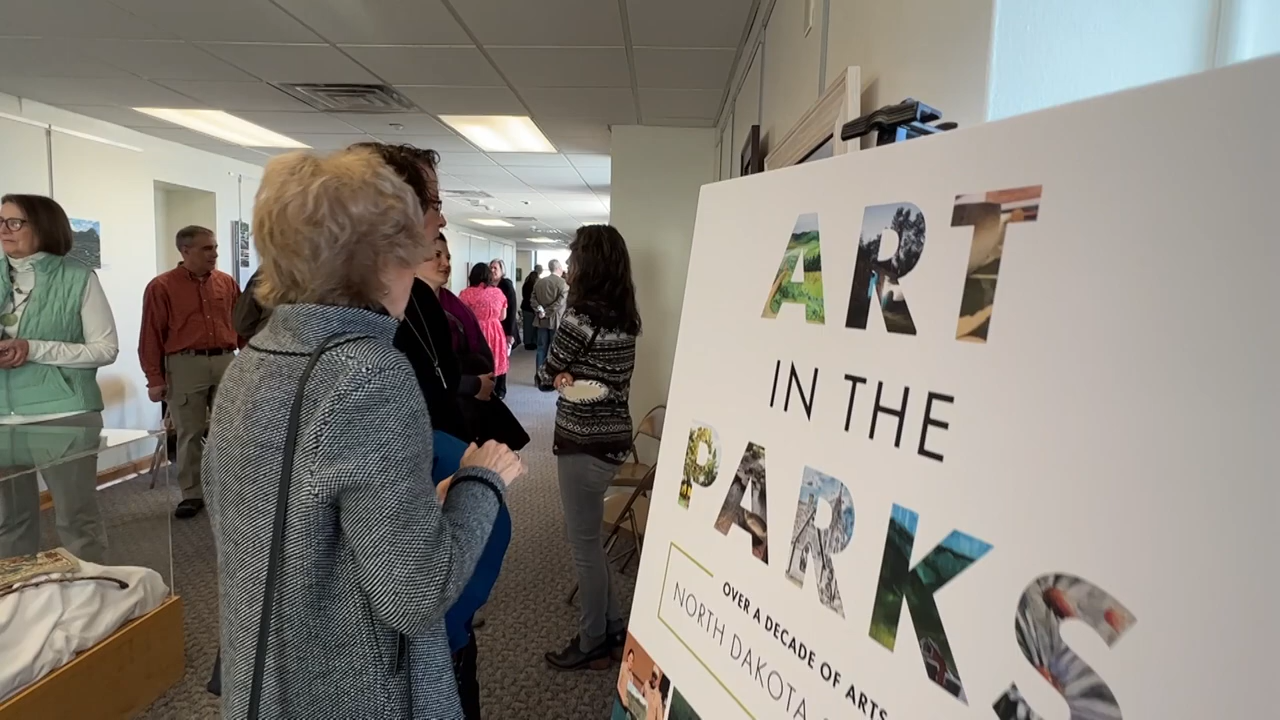 ART
IN THE
PARKS
OVER A DECADE OF ARTS
NORTH DAKOTA